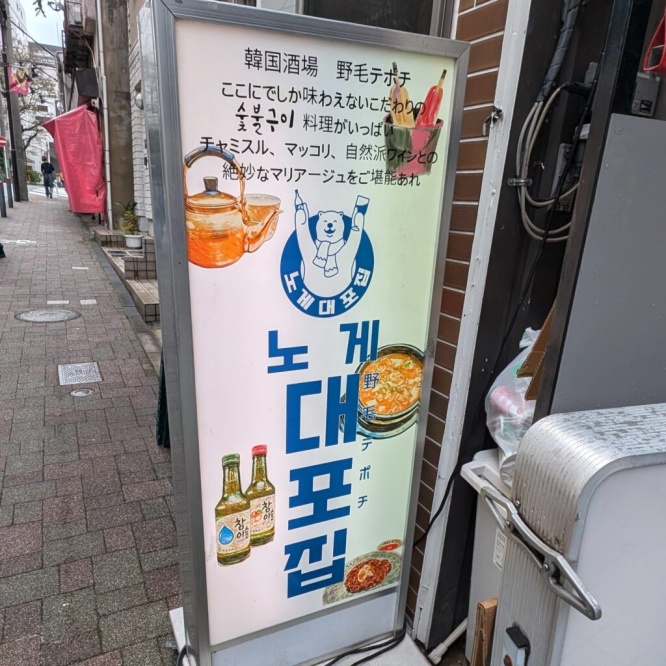 韓国酒場 野毛テポチ
ここにでしか味わえないこだわりの
숯불구이 料理がいっぱい
チャミスル、マッコリ、自然派ワインとの
絶妙なマリアージュをご堪能あれ
노게대포집
노게
대포집
野毛テポチ
참이슬
참이슬